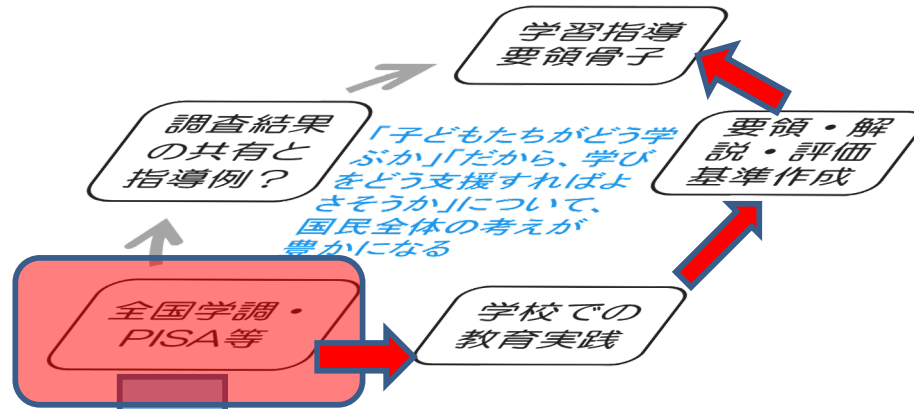 学習指導
要領骨子
調査結果
の共有と
指導例？
「子どもたちがどう学
ぶか」「だから、学び
をどう支援すればよ
さそうか」について、
国民全体の考えが
豊かになる
要領・解
説・評価
基準作成
全国学調・
PISA等
学校での
教育実践